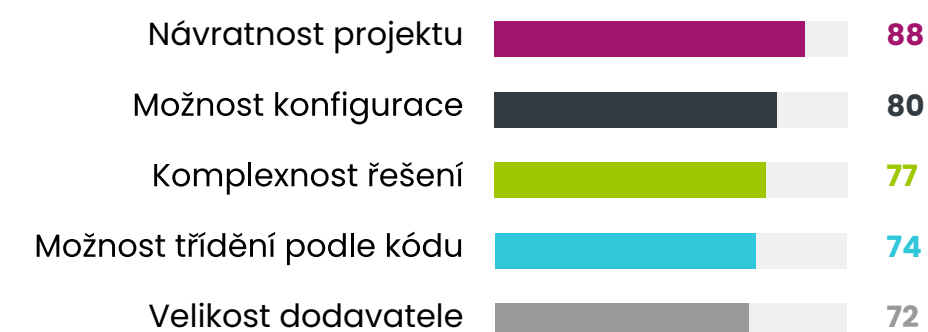 Návratnost projektu 88
Možnost konfigurace 80
Komplexnost řešení 77
Možnost třídění podle kódu 74
Velikost dodavatele 72